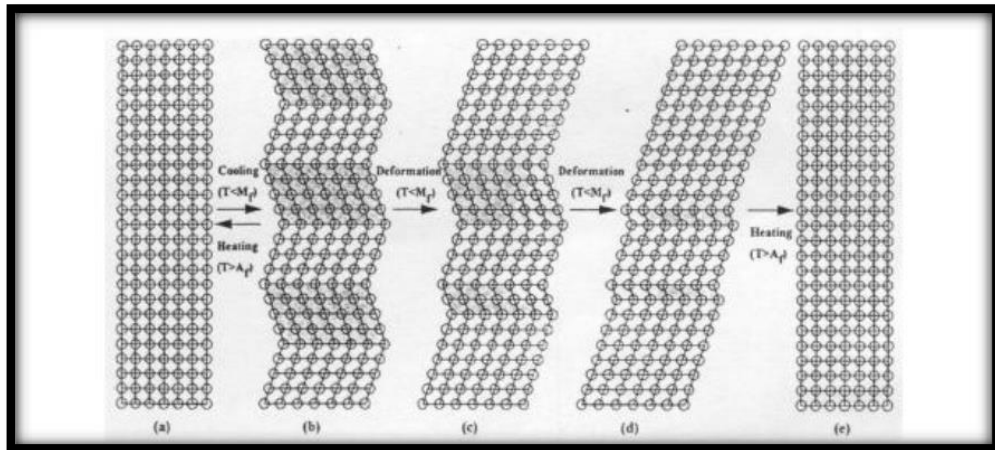 Cooling
(T<Mf)
Heating
(T>Af)
Deformation
(T<Mf)
Deformation
(T<Mf)
Heating
(T>Af)
(a)
(b)
(c)
(d)
(e)